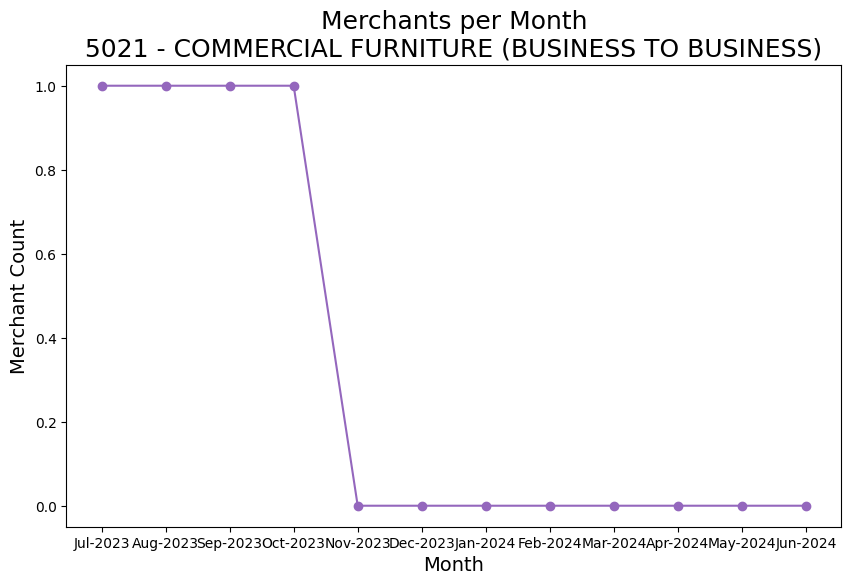 Merchants per Month
5021 - COMMERCIAL FURNITURE (BUSINESS TO BUSINESS)
Merchant Count
1.0
0.8
0.6
0.4
0.2
0.0
Jul-2023 Aug-2023 Sep-2023 Oct-2023 Nov-2023 Dec-2023 Jan-2024 Feb-2024 Mar-2024 Apr-2024 May-2024 Jun-2024
Month